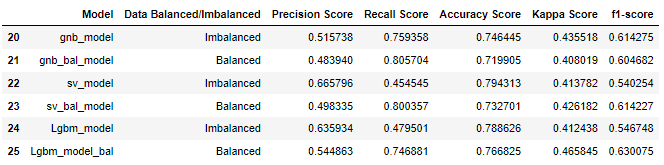 Model Data Balanced/Imbalanced Precision Score Recall Score Accuracy Score Kappa Score f1-score
20 gnb_model Imbalanced 0.515738 0.759358 0.746445 0.435518 0.614275
21 gnb_bal_model Balanced 0.483940 0.805704 0.719905 0.408019 0.604682
22 sv_model Imbalanced 0.665796 0.454545 0.794313 0.413782 0.540254
23 sv_bal_model Balanced 0.498335 0.800357 0.732701 0.426182 0.614227
24 Lgbm_model Imbalanced 0.635934 0.479501 0.788626 0.412438 0.546748
25 Lgbm_model_bal Balanced 0.544863 0.746881 0.766825 0.465845 0.630075